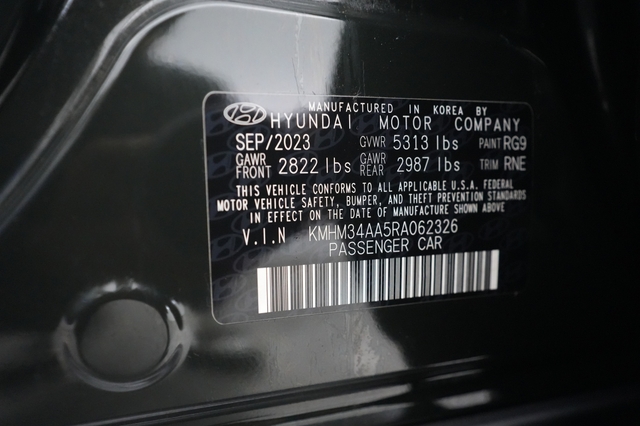 MANUFACTURED IN KOREA BY
HYUNDAI MOTOR COMPANY
SEP/2023 GVWR 5313 lbs PAINT RG9
GAWR FRONT 2822 lbs GAWR REAR 2987 lbs TRIM RNE
THIS VEHICLE CONFORMS TO ALL APPLICABLE U.S.A. FEDERAL
MOTOR VEHICLE SAFETY, BUMPER, AND THEFT PREVENTION STANDARDS
IN EFFECT ON THE DATE OF MANUFACTURE SHOWN ABOVE
V.I.N KMHM34AA5RA062326
PASSENGER CAR